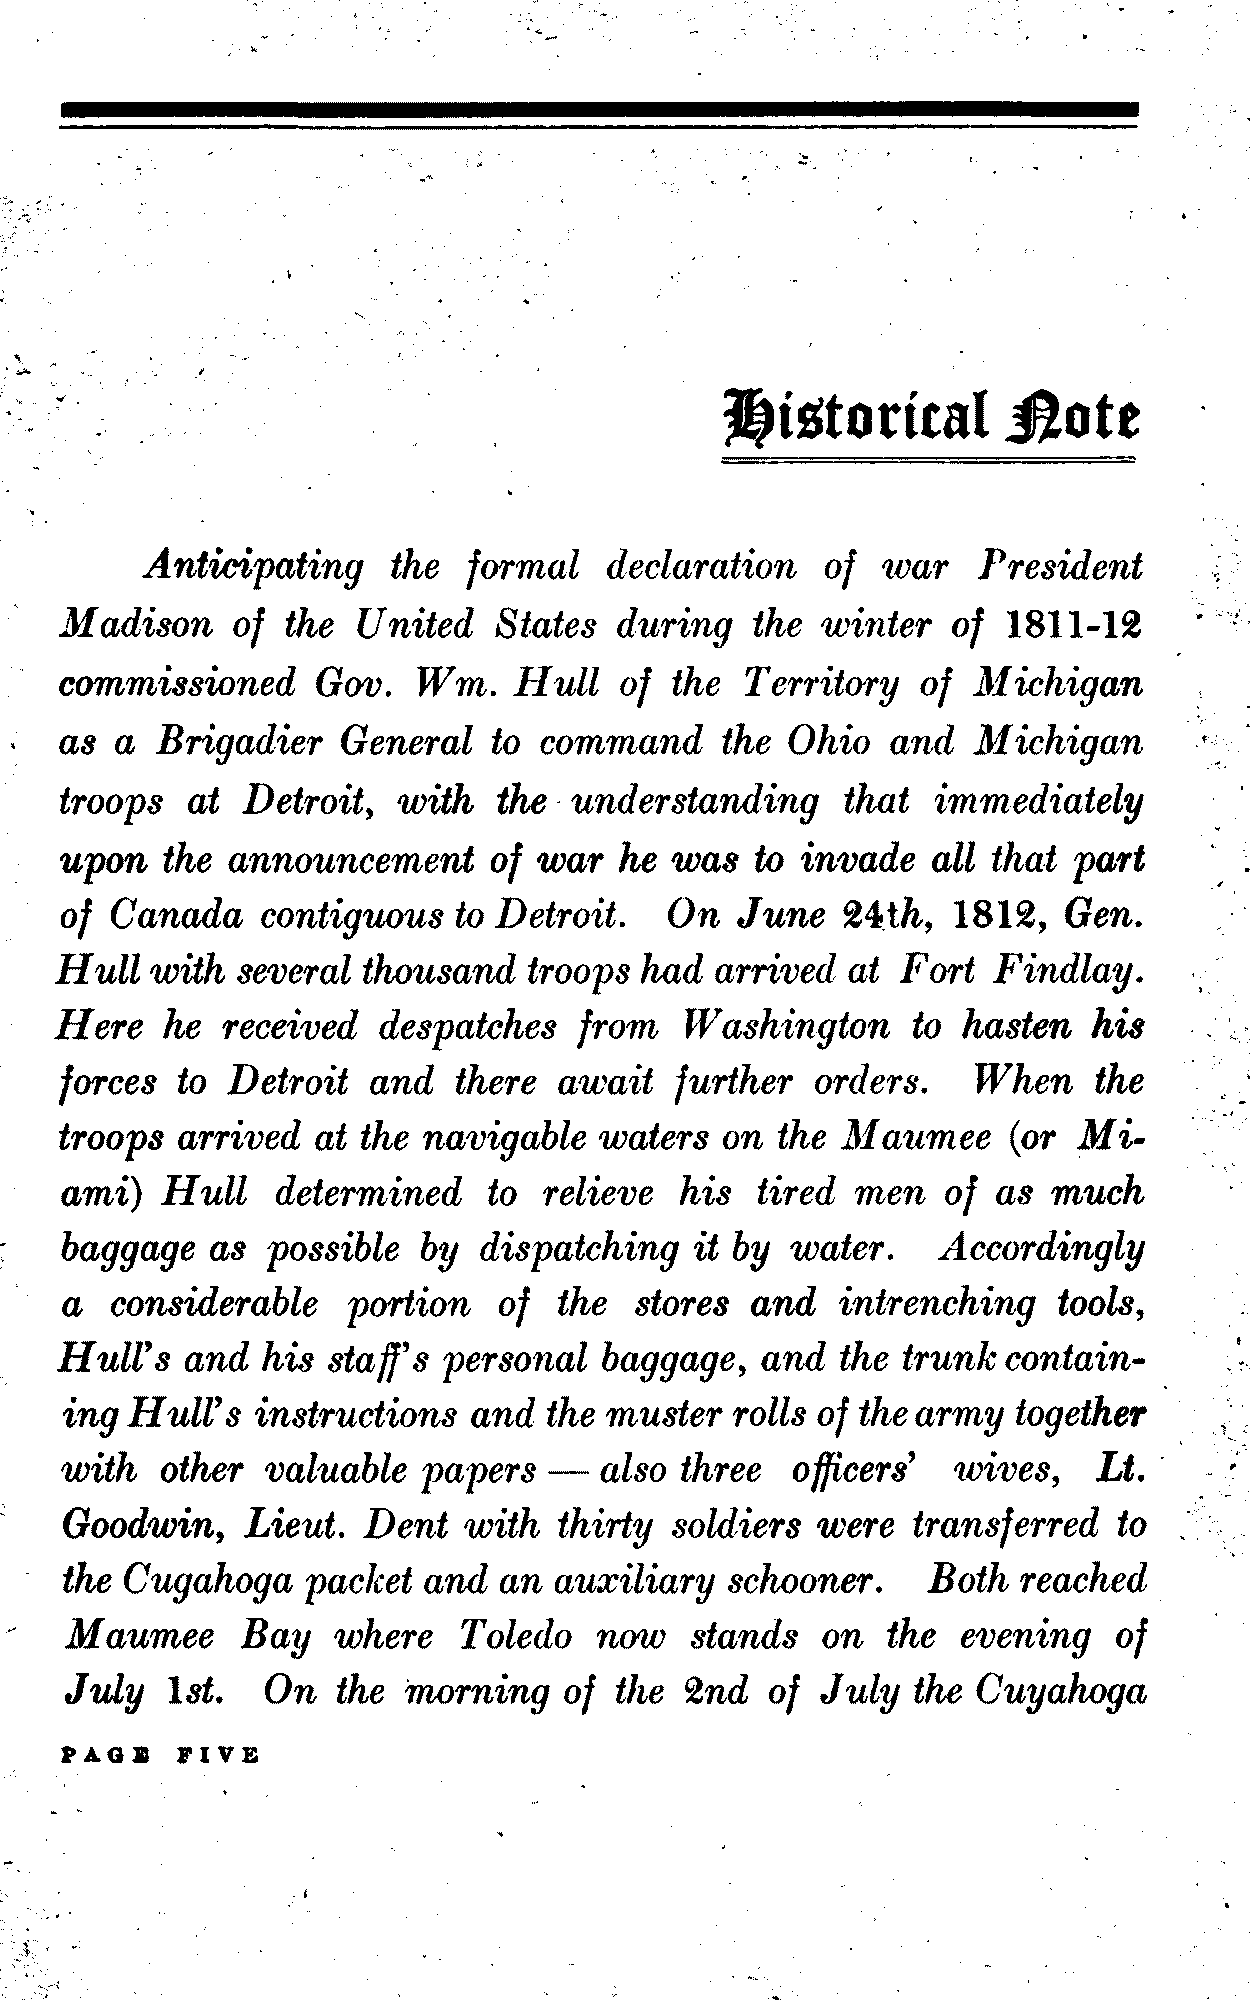 Historical Note
Anticipating the formal declaration of war President
Madison of the United States during the winter of 1811-12
commissioned Gov. Wm. Hull of the Territory of Michigan
as a Brigadier General to command the Ohio and Michigan
troops at Detroit, with the understanding that immediately
upon the announcement of war he was to invade all that part
of Canada contiguous to Detroit. On June 24th, 1812, Gen.
Hull with several thousand troops had arrived at Fort Findlay.
Here he received despatches from Washington to hasten his
forces to Detroit and there await further orders. When the
troops arrived at the navigable waters on the Maumee (or Mi-
ami) Hull determined to relieve his tired men of as much
baggage as possible by dispatching it by water. Accordingly
a considerable portion of the stores and intrenching tools,
Hull's and his staff's personal baggage, and the trunk contain-
ing Hull's instructions and the muster rolls of the army together
with other valuable papers — also three officers' wives, Lt.
Goodwin, Lieut. Dent with thirty soldiers were transferred to
the Cugahoga packet and an auxiliary schooner. Both reached
Maumee Bay where Toledo now stands on the evening of
July 1st. On the morning of the 2nd of July the Cuyahoga
PAGE FIVE